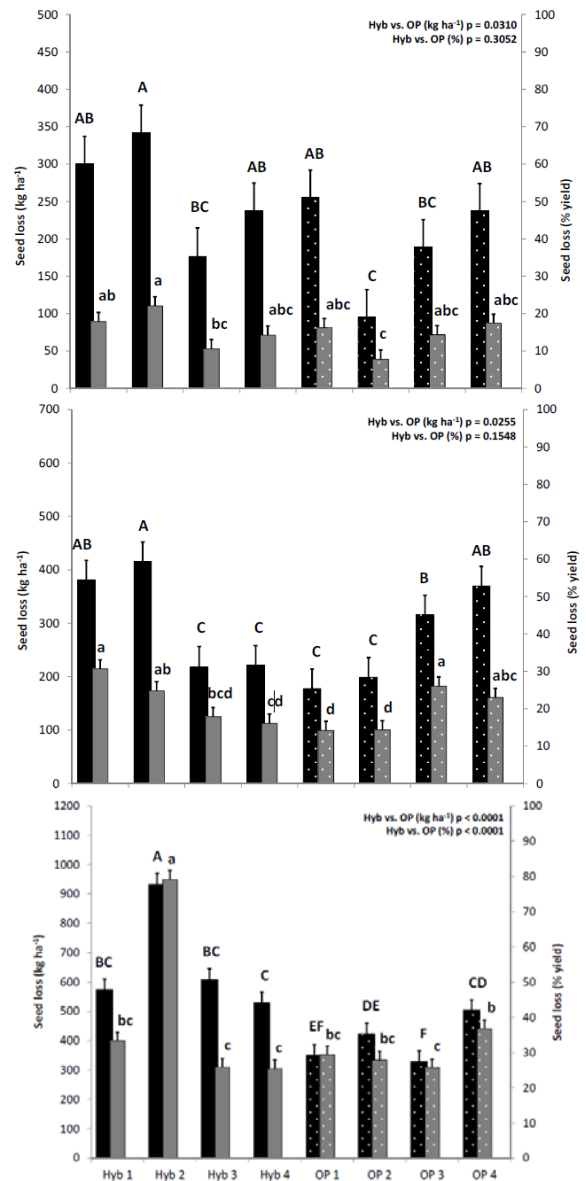 Hyb vs. OP (kg ha⁻¹) p = 0.0310
Hyb vs. OP (%) p = 0.3052
500
450
400
350
300
250
200
150
100
50
0
Seed loss (kg ha⁻¹)
AB
A
BC
AB
AB
C
BC
AB
ab
a
bc
abc
abc
c
abc
abc
100
90
80
70
60
50
40
30
20
10
0
Seed loss (% yield)
Hyb vs. OP (kg ha⁻¹) p = 0.0255
Hyb vs. OP (%) p = 0.1548
700
600
500
400
300
200
100
0
Seed loss (kg ha⁻¹)
AB
A
C
C
C
C
B
AB
a
ab
bcd
cd
d
d
a
abc
100
90
80
70
60
50
40
30
20
10
0
Seed loss (% yield)
Hyb vs. OP (kg ha⁻¹) p < 0.0001
Hyb vs. OP (%) p < 0.0001
1200
1100
1000
900
800
700
600
500
400
300
200
100
0
Seed loss (kg ha⁻¹)
BC
A
BC
C
EF
DE
F
CD
bc
a
c
c
bc
bc
c
b
100
90
80
70
60
50
40
30
20
10
0
Seed loss (% yield)
Hyb 1 Hyb 2 Hyb 3 Hyb 4 OP 1 OP 2 OP 3 OP 4